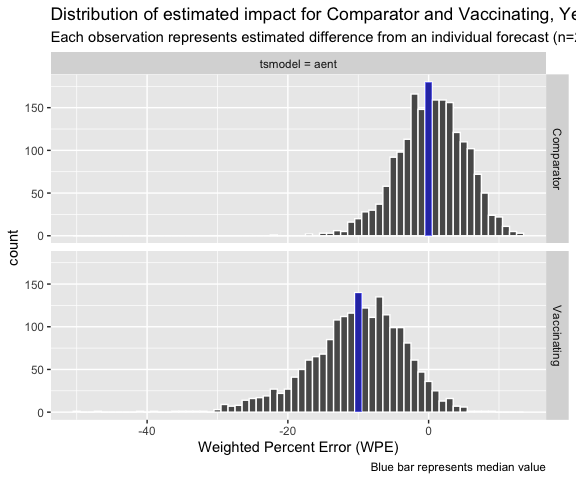 Distribution of estimated impact for Comparator and Vaccinating, Ye
Each observation represents estimated difference from an individual forecast (n=
tsmodel = aent
150
100
50
0
Comparator
count
150
100
50
0
Vaccinating
-40 -20 0
Weighted Percent Error (WPE)
Blue bar represents median value